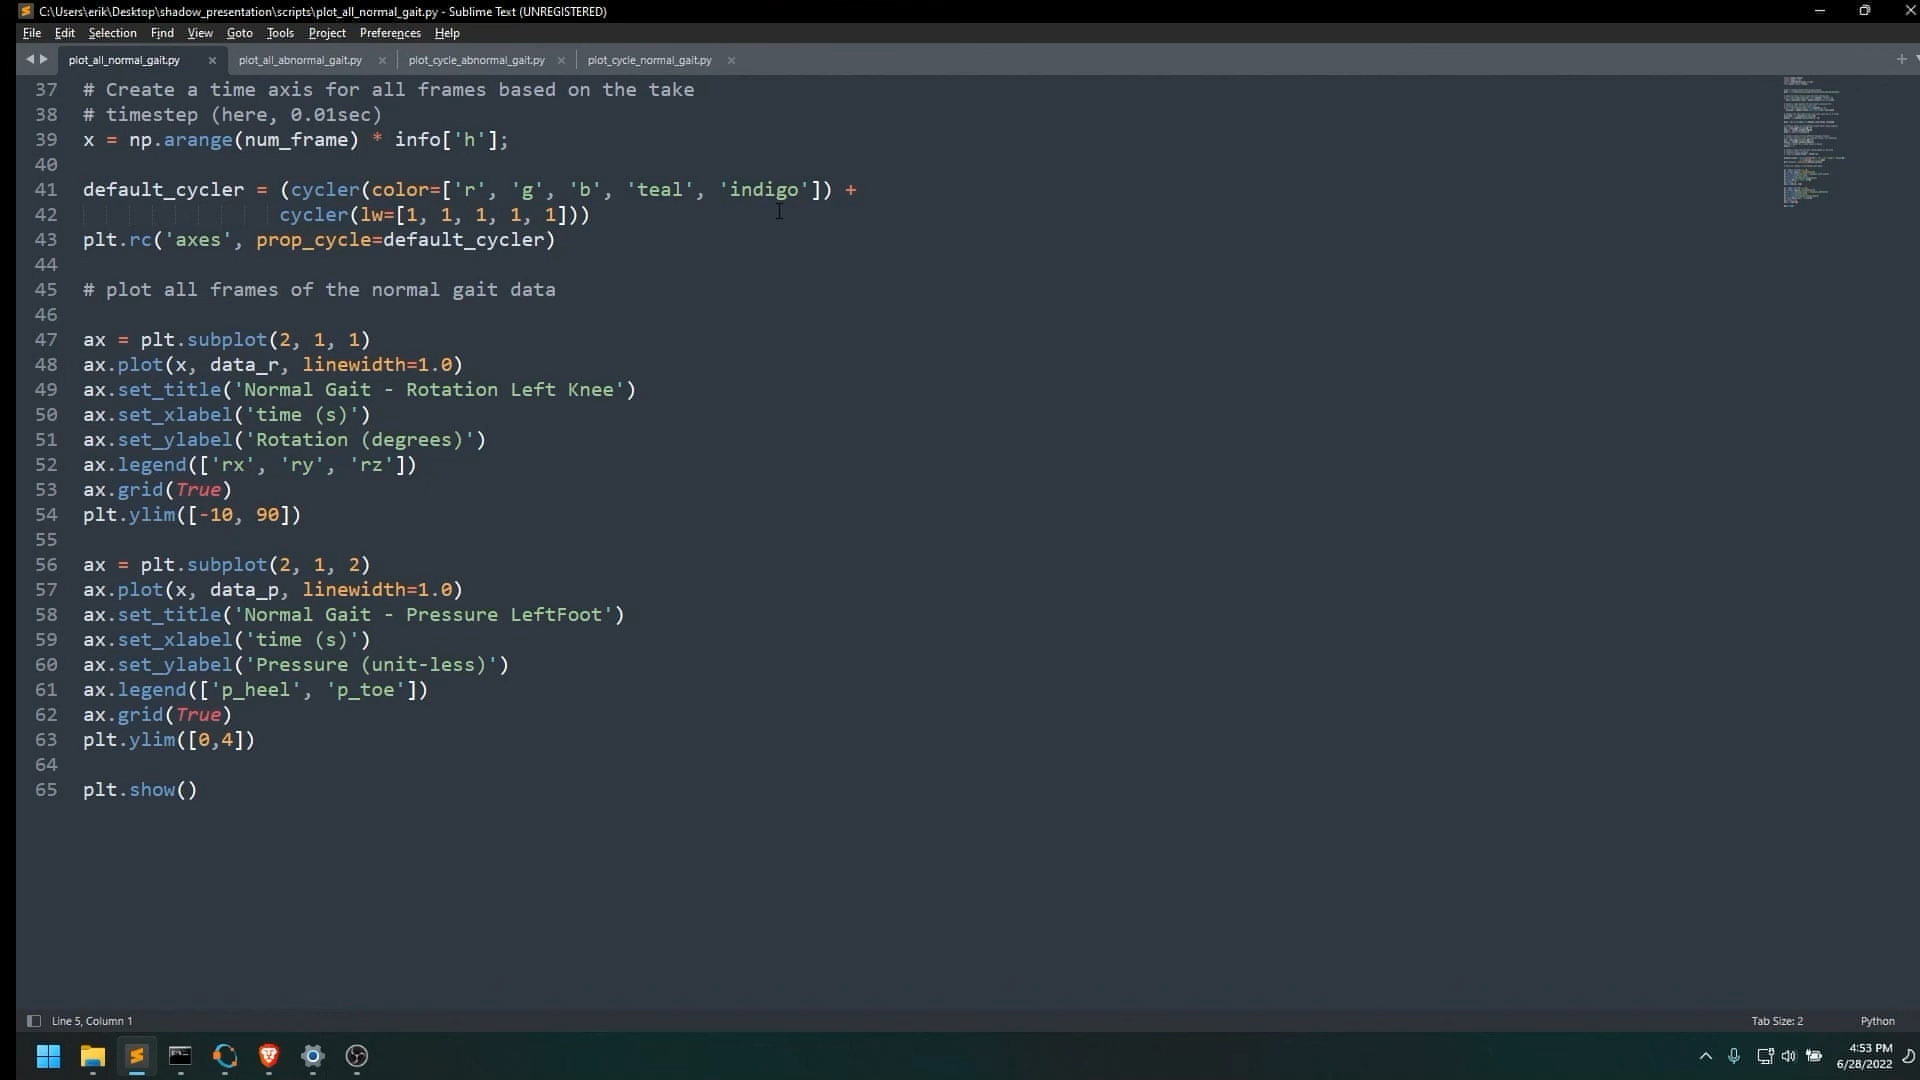 C:\Users\erik\Desktop\shadow_presentation\scripts\plot_all_normal_gait.py - Sublime Text (UNREGISTERED)
File Edit Selection Find View Goto Tools Project Preferences Help
plot_all_normal_gait.py plot_all_abnormal_gait.py plot_cycle_abnormal_gait.py plot_cycle_normal_gait.py
37 # Create a time axis for all frames based on the take
38 # timestep (here, 0.01sec)
39 x = np.arange(num_frame) * info['h'];
40
41 default_cycler = (cycler(color=['r', 'g', 'b', 'teal', 'indigo']) +
42 cycler(lw=[1, 1, 1, 1, 1]))
43 plt.rc('axes', prop_cycle=default_cycler)
44
45 # plot all frames of the normal gait data
46
47 ax = plt.subplot(2, 1, 1)
48 ax.plot(x, data_r, linewidth=1.0)
49 ax.set_title('Normal Gait - Rotation Left Knee')
50 ax.set_xlabel('time (s)')
51 ax.set_ylabel('Rotation (degrees)')
52 ax.legend(['rx', 'ry', 'rz'])
53 ax.grid(True)
54 plt.ylim([-10, 90])
55
56 ax = plt.subplot(2, 1, 2)
57 ax.plot(x, data_p, linewidth=1.0)
58 ax.set_title('Normal Gait - Pressure LeftFoot')
59 ax.set_xlabel('time (s)')
60 ax.set_ylabel('Pressure (unit-less)')
61 ax.legend(['p_heel', 'p_toe'])
62 ax.grid(True)
63 plt.ylim([0,4])
64
65 plt.show()
Line 5, Column 1 Tab Size: 2 Python
4:53 PM
6/28/2022